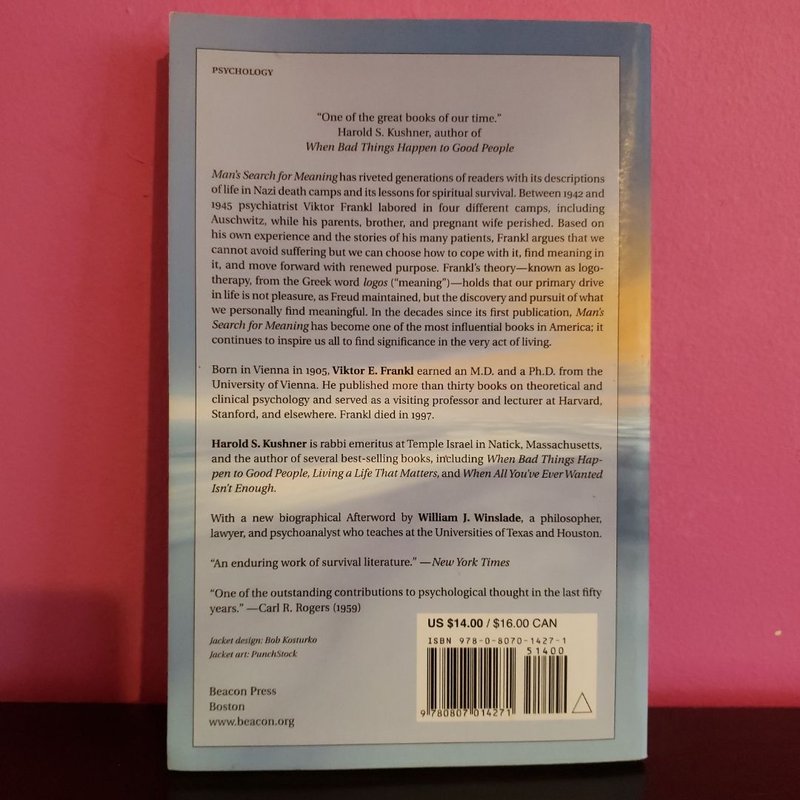 PSYCHOLOGY
“One of the great books of our time.”
Harold S. Kushner, author of
When Bad Things Happen to Good People
Man's Search for Meaning has riveted generations of readers with its descriptions
of life in Nazi death camps and its lessons for spiritual survival. Between 1942 and
1945 psychiatrist Viktor Frankl labored in four different camps, including
Auschwitz, while his parents, brother, and pregnant wife perished. Based on
his own experience and the stories of his many patients, Frankl argues that we
cannot avoid suffering but we can choose how to cope with it, find meaning in
it, and move forward with renewed purpose. Frankl's theory—known as logo-
therapy, from the Greek word logos (“meaning”)—holds that our primary drive
in life is not pleasure, as Freud maintained, but the discovery and pursuit of what
we personally find meaningful. In the decades since its first publication, Man's
Search for Meaning has become one of the most influential books in America; it
continues to inspire us all to find significance in the very act of living.
Born in Vienna in 1905, Viktor E. Frankl earned an M.D. and a Ph.D. from the
University of Vienna. He published more than thirty books on theoretical and
clinical psychology and served as a visiting professor and lecturer at Harvard,
Stanford, and elsewhere. Frankl died in 1997.
Harold S. Kushner is rabbi emeritus at Temple Israel in Natick, Massachusetts,
and the author of several best-selling books, including When Bad Things Hap-
pen to Good People, Living a Life That Matters, and When All You've Ever Wanted
Isn't Enough.
With a new biographical Afterword by William J. Winslade, a philosopher,
lawyer, and psychoanalyst who teaches at the Universities of Texas and Houston.
“An enduring work of survival literature.” —New York Times
“One of the outstanding contributions to psychological thought in the last fifty
years.” —Carl R. Rogers (1959)
Jacket design: Bob Kosturko
Jacket art: PunchStock
Beacon Press
Boston
www.beacon.org
US $14.00 / $16.00 CAN
ISBN 978-0-8070-1427-1
51400
9 780807 014271